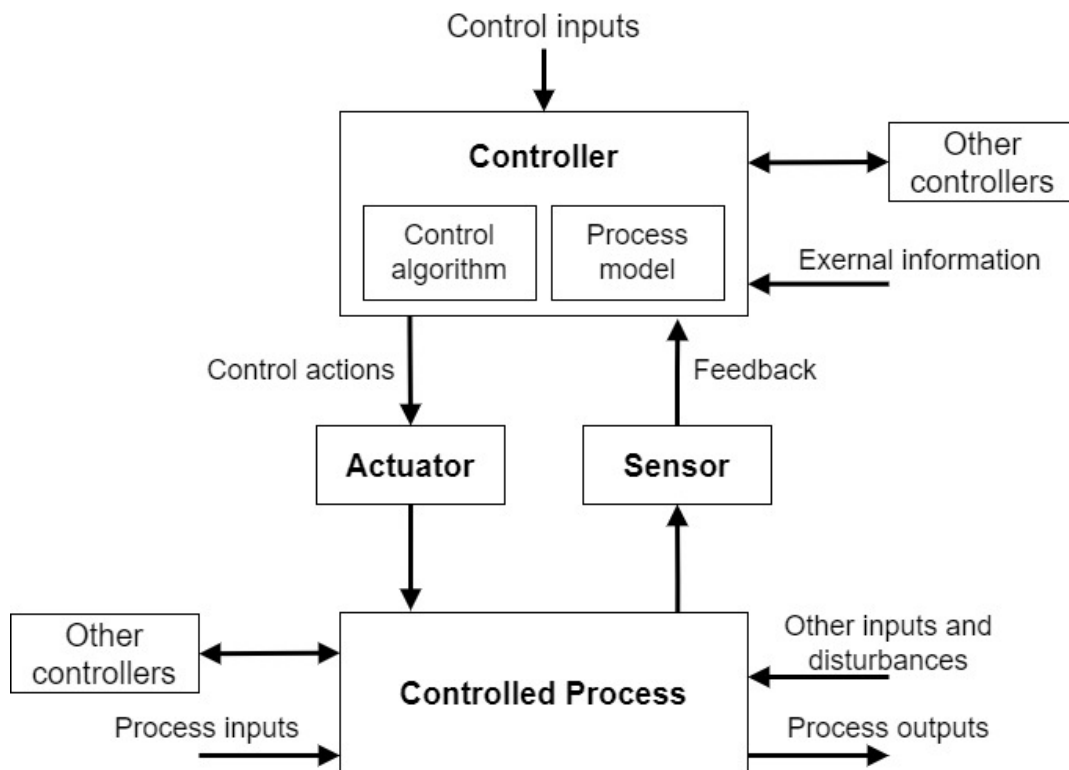 Control inputs
Controller
Other
controllers
Control
algorithm
Process
model
Exernal information
Control actions
Feedback
Actuator
Sensor
Other
controllers
Other inputs and
disturbances
Controlled Process
Process inputs
Process outputs